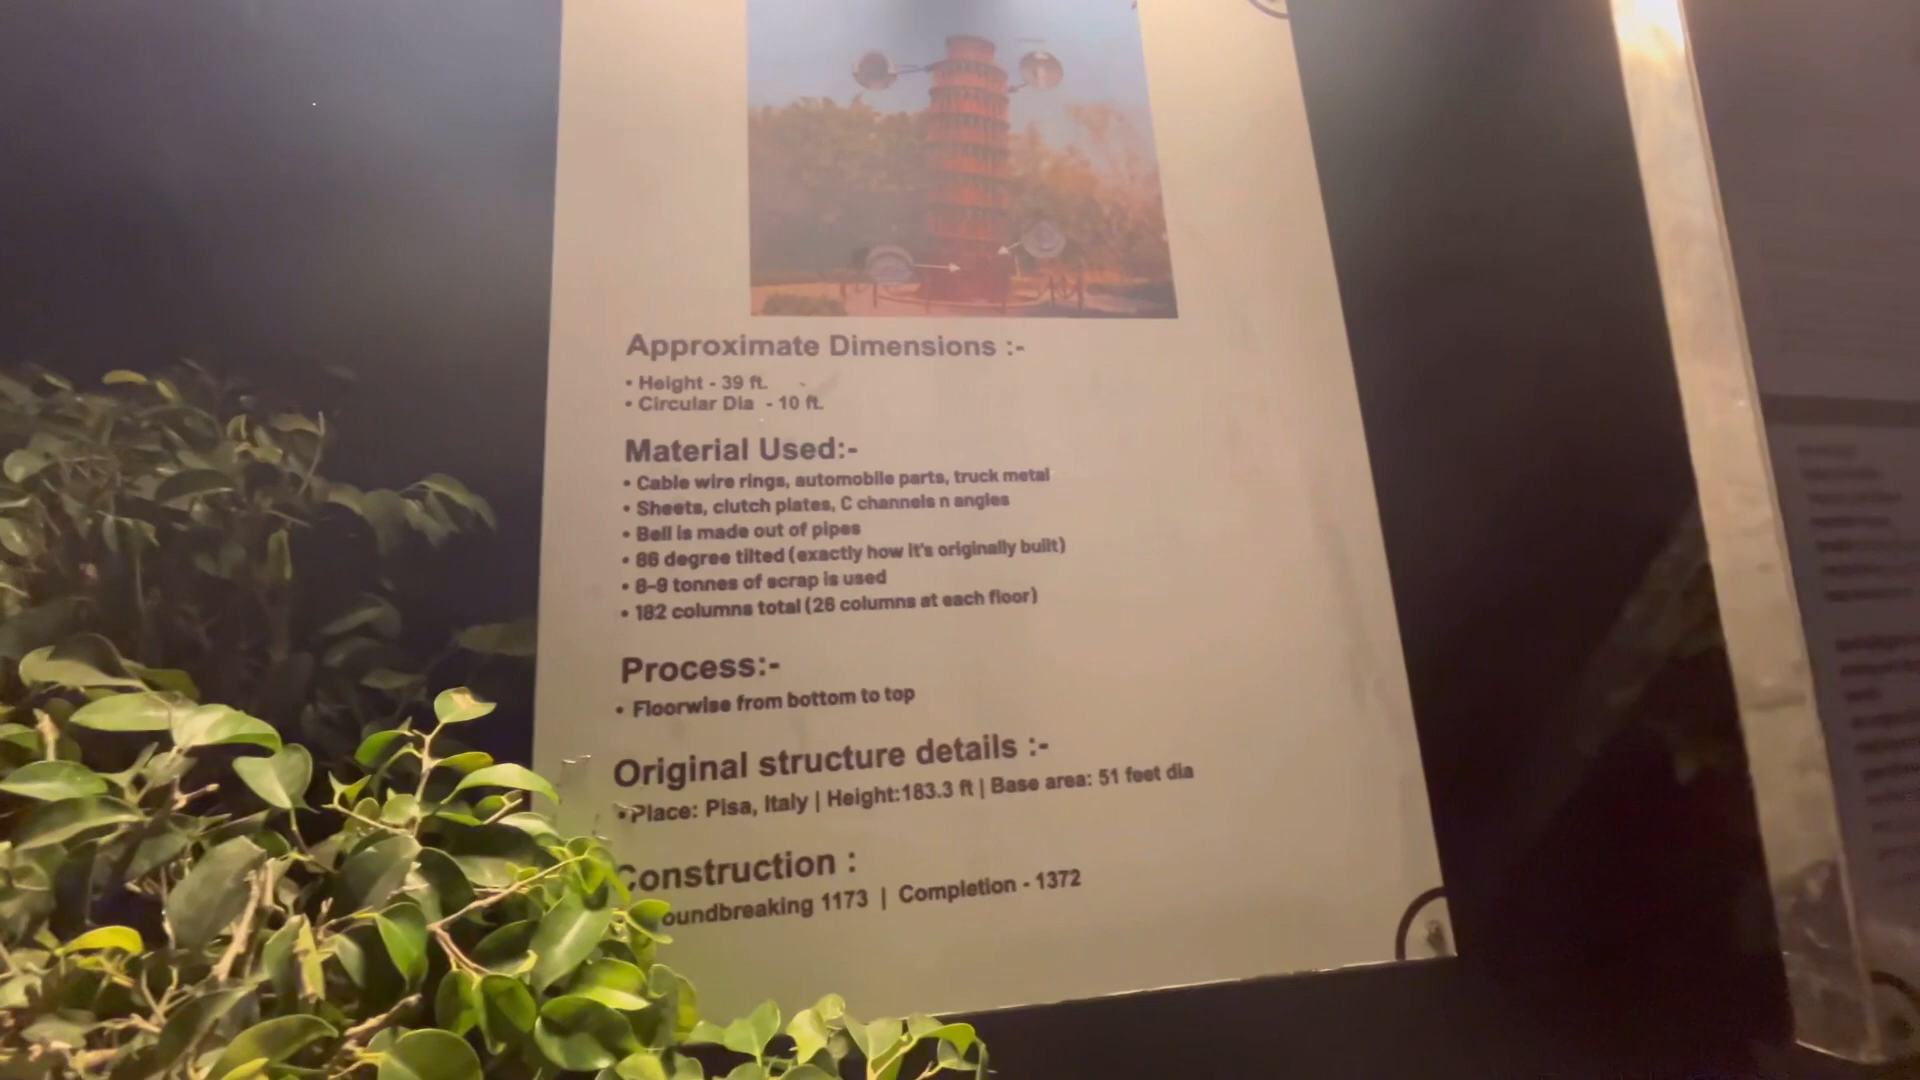 Approximate Dimensions :-
• Height - 39 ft.
• Circular Dia - 10 ft.
Material Used:-
• Cable wire rings, automobile parts, truck metal
• Sheets, clutch plates, C channels n angles
• Bell is made out of pipes
• 86 degree tilted (exactly how it's originally built)
• 8-9 tonnes of scrap is used
• 182 columns total (26 columns at each floor)
Process:-
• Floorwise from bottom to top
Original structure details :-
• Place: Pisa, Italy | Height:183.3 ft | Base area: 51 feet dia
Construction :
oundbreaking 1173 | Completion - 1372